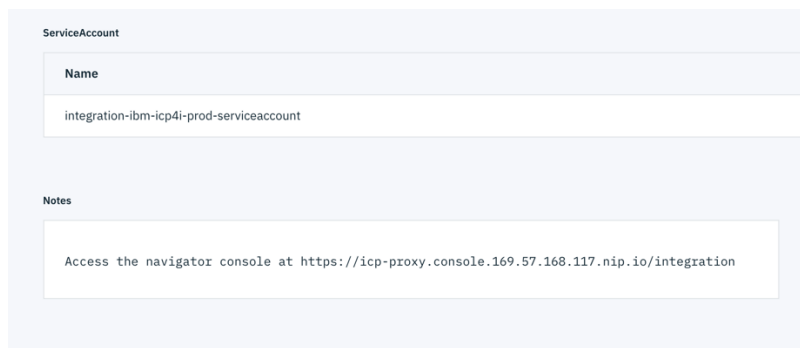 ServiceAccount
Name
integration-ibm-icp4i-prod-serviceaccount
Notes
Access the navigator console at https://icp-proxy.console.169.57.168.117.nip.io/integration